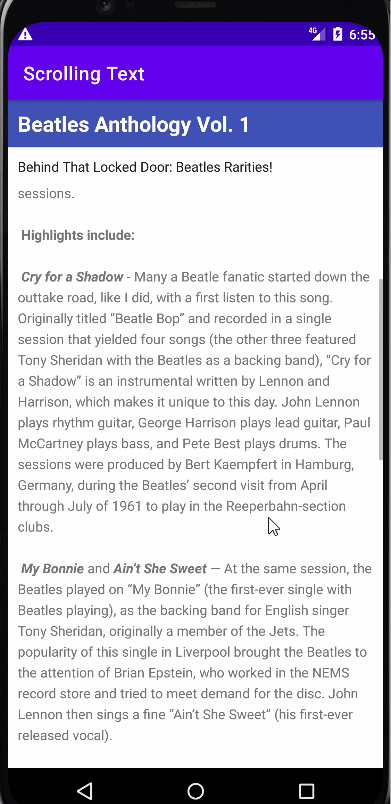 4G 6:55
Scrolling Text
Beatles Anthology Vol. 1
Behind That Locked Door: Beatles Rarities!
sessions.
Highlights include:
Cry for a Shadow - Many a Beatle fanatic started down the
outtake road, like I did, with a first listen to this song.
Originally titled “Beatle Bop” and recorded in a single
session that yielded four songs (the other three featured
Tony Sheridan with the Beatles as a backing band), “Cry for
a Shadow” is an instrumental written by Lennon and
Harrison, which makes it unique to this day. John Lennon
plays rhythm guitar, George Harrison plays lead guitar, Paul
McCartney plays bass, and Pete Best plays drums. The
sessions were produced by Bert Kaempfert in Hamburg,
Germany, during the Beatles’ second visit from April
through July of 1961 to play in the Reeperbahn-section
clubs.
My Bonnie and Ain’t She Sweet — At the same session, the
Beatles played on “My Bonnie” (the first-ever single with
Beatles playing), as the backing band for English singer
Tony Sheridan, originally a member of the Jets. The
popularity of this single in Liverpool brought the Beatles to
the attention of Brian Epstein, who worked in the NEMS
record store and tried to meet demand for the disc. John
Lennon then sings a fine “Ain’t She Sweet” (his first-ever
released vocal).